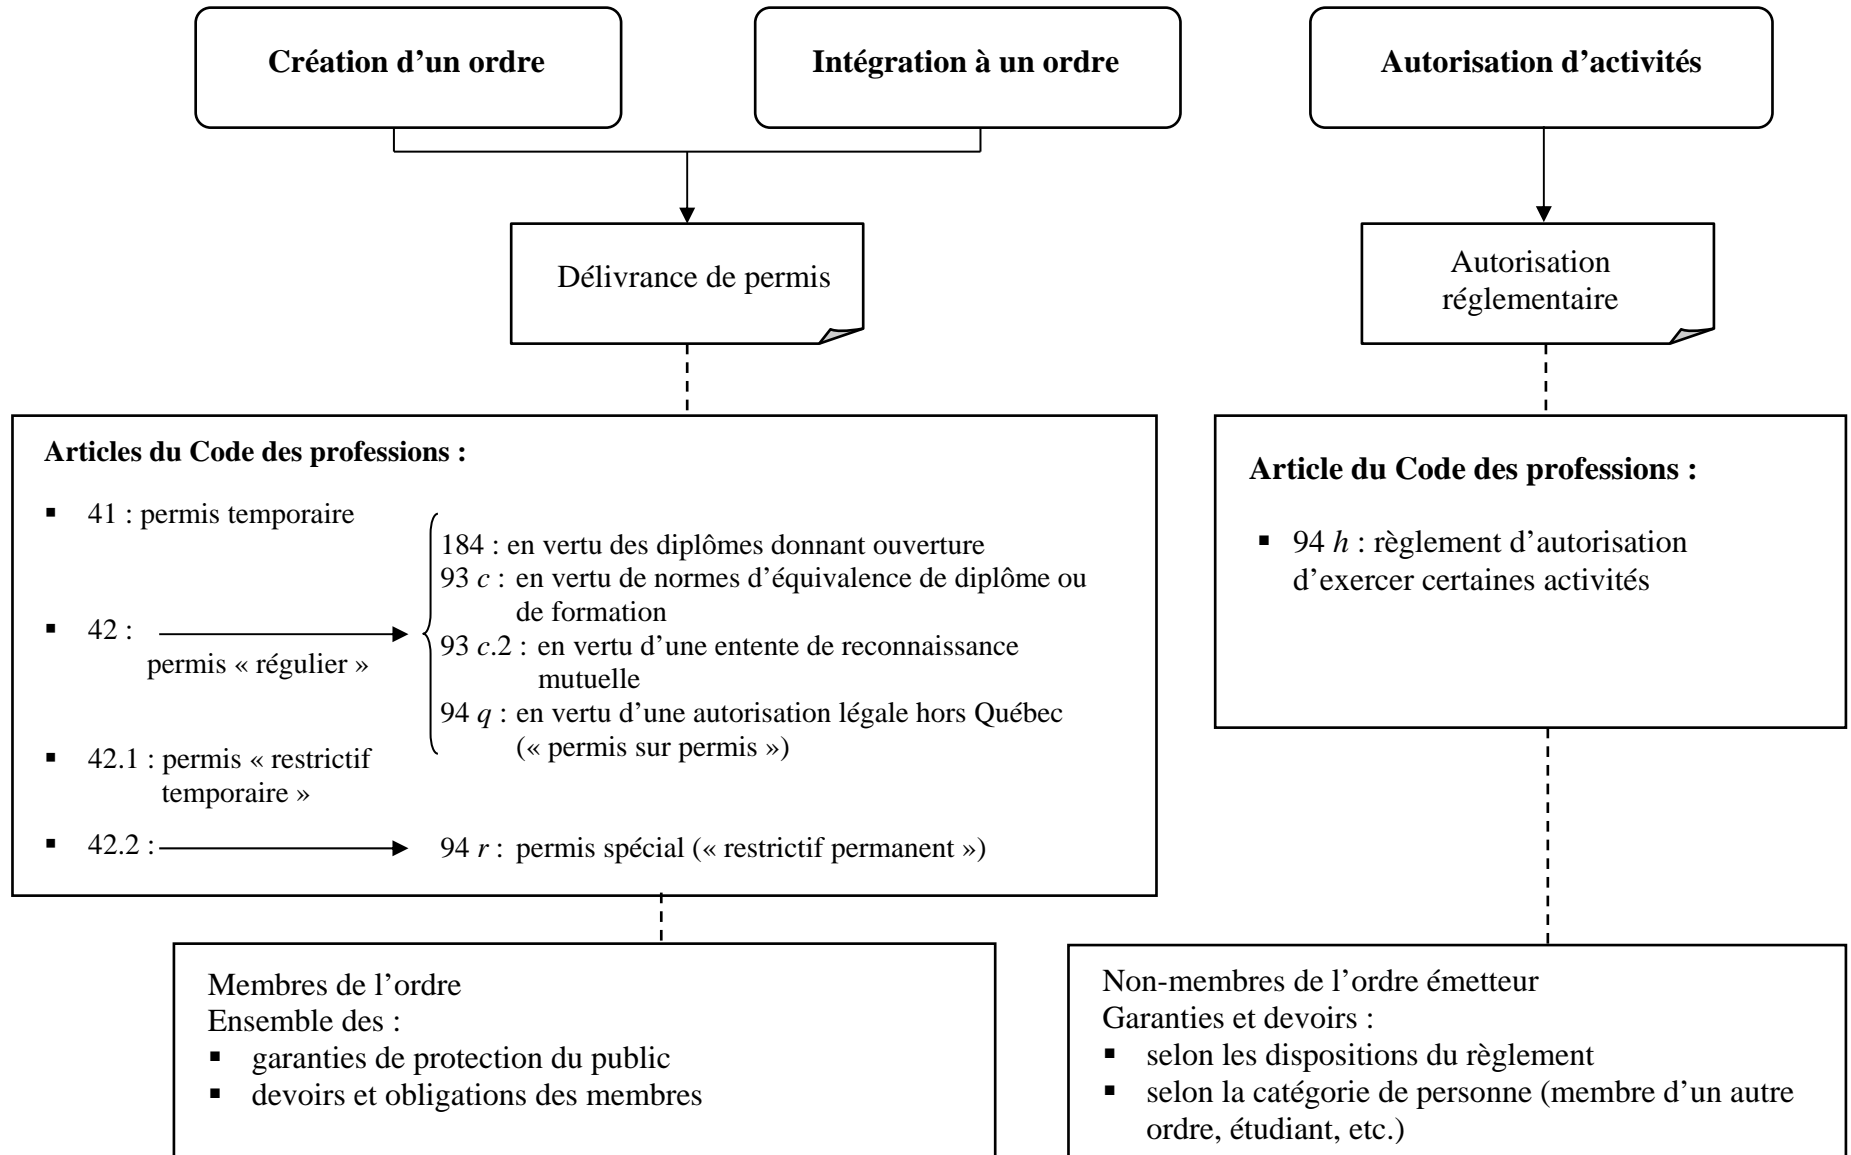 Création d’un ordre
Intégration à un ordre
Autorisation d’activités
Délivrance de permis
Autorisation
réglementaire
Articles du Code des professions :
▪ 41 : permis temporaire
▪ 42 :
permis « régulier »
184 : en vertu des diplômes donnant ouverture
93 c : en vertu de normes d’équivalence de diplôme ou
de formation
93 c.2 : en vertu d’une entente de reconnaissance
mutuelle
94 q : en vertu d’une autorisation légale hors Québec
(« permis sur permis »)
▪ 42.1 : permis « restrictif
temporaire »
▪ 42.2 :
94 r : permis spécial (« restrictif permanent »)
Article du Code des professions :
▪ 94 h : règlement d’autorisation
d’exercer certaines activités
Membres de l’ordre
Ensemble des :
▪ garanties de protection du public
▪ devoirs et obligations des membres
Non-membres de l’ordre émetteur
Garanties et devoirs :
▪ selon les dispositions du règlement
▪ selon la catégorie de personne (membre d’un autre
ordre, étudiant, etc.)